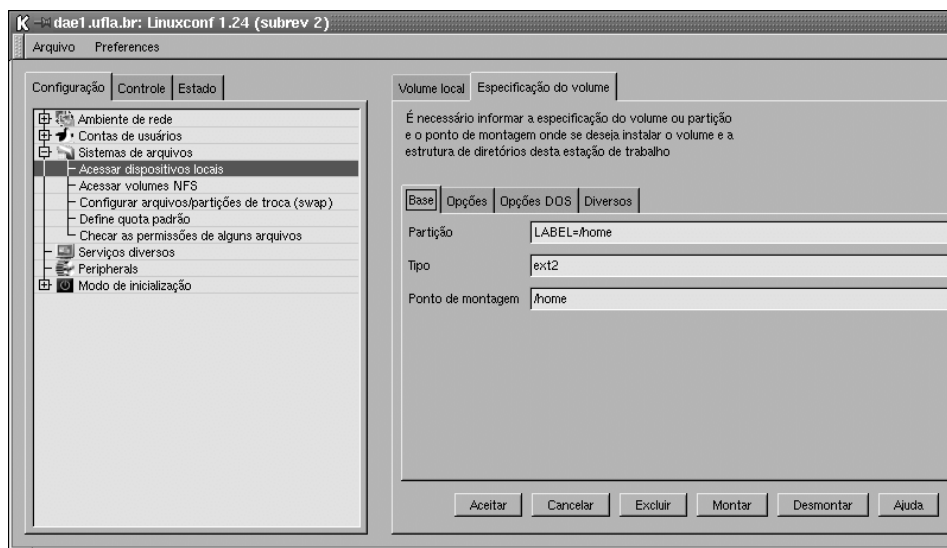 dae1.ufla.br: Linuxconf 1.24 (subrev 2)
Arquivo Preferences
Configuração Controle Estado
Ambiente de rede
Contas de usuários
Sistemas de arquivos
Acessar dispositivos locais
Acessar volumes NFS
Configurar arquivos/partições de troca (swap)
Define quota padrão
Checar as permissões de alguns arquivos
Serviços diversos
Peripherals
Modo de inicialização
Volume local Especificação do volume
É necessário informar a especificação do volume ou partição
e o ponto de montagem onde se deseja instalar o volume e a
estrutura de diretórios desta estação de trabalho
Base Opções Opções DOS Diversos
Partição LABEL=/home
Tipo ext2
Ponto de montagem /home
Aceitar Cancelar Excluir Montar Desmontar Ajuda